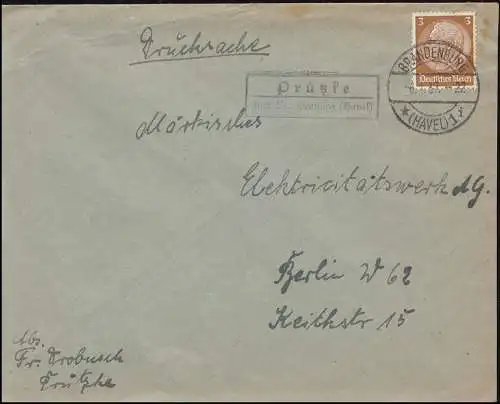 Drucksache
3 3
Deutsches Reich
BRANDENBURG
(HAVEL) 1
Prützke
(Havel)
Märkisches
Elektricitätswerk AG.
Berlin W 62
Keithstr 15
Abs.
Fr. Drobusch
Prützke